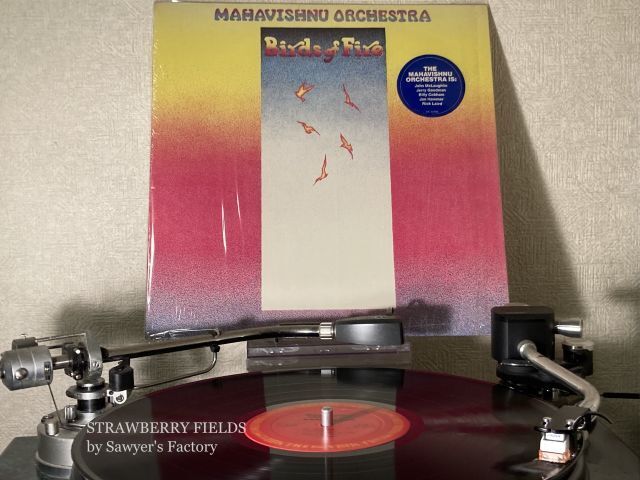 MAHAVISHNU ORCHESTRA
Birds of Fire
THE
MAHAVISHNU
ORCHESTRA IS:
John McLaughlin
Jerry Goodman
Billy Cobham
Jan Hammer
Rick Laird
STRAWBERRY FIELDS
by Sawyer's Factory